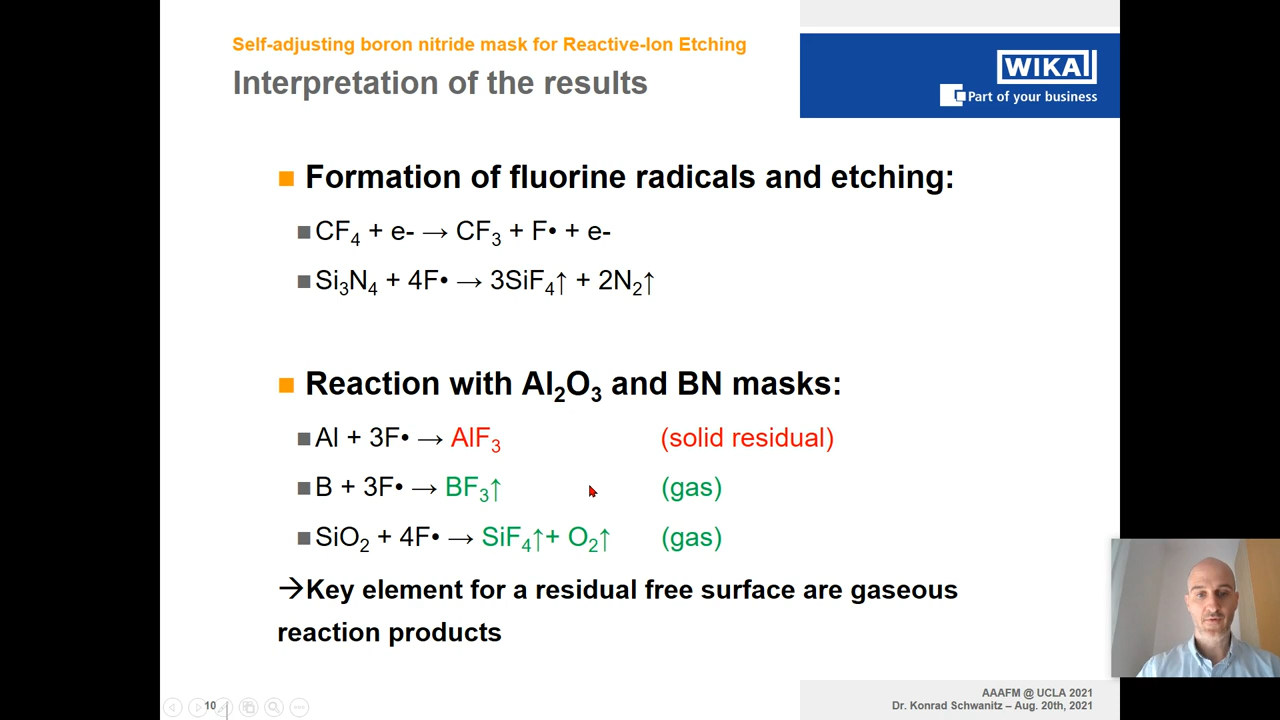 Self-adjusting boron nitride mask for Reactive-Ion Etching
Interpretation of the results
WIKA
Part of your business
Formation of fluorine radicals and etching:
CF₄ + e- → CF₃ + F• + e-
Si₃N₄ + 4F• → 3SiF₄↑ + 2N₂↑
Reaction with Al₂O₃ and BN masks:
Al + 3F• → AlF₃ (solid residual)
B + 3F• → BF₃↑ (gas)
SiO₂ + 4F• → SiF₄↑+ O₂↑ (gas)
→Key element for a residual free surface are gaseous
reaction products
AAAFM @ UCLA 2021
Dr. Konrad Schwanitz – Aug. 20th, 2021
10